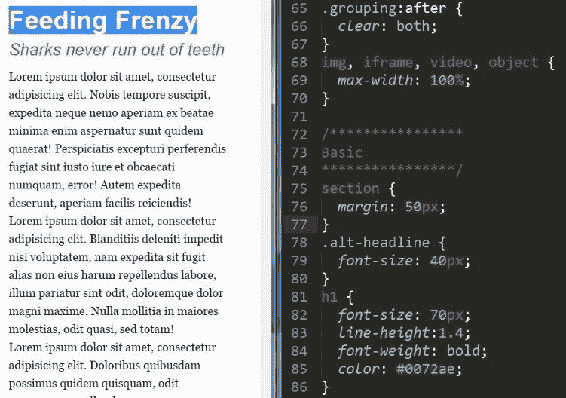 Feeding Frenzy
Sharks never run out of teeth
Lorem ipsum dolor sit amet, consectetur
adipisicing elit. Nobis tempore suscipit,
expedita neque nemo aperiam ex beatae
minima enim aspernatur sunt quidem
quaerat! Perspiciatis excepturi perferendis
fugiat sint iusto iure et obcaecati
numquam, error! Autem expedita
deserunt, aperiam facilis reiciendis!
Lorem ipsum dolor sit amet, consectetur
adipisicing elit. Blanditiis deleniti impedit
nisi voluptatem, nam expedita sit fugit
alias non eius harum repellendus labore,
illum pariatur sint odit, doloremque dolor
magni maxime. Nulla mollitia in maiores
molestias, odit quasi, sed totam!
Lorem ipsum dolor sit amet, consectetur
adipisicing elit. Doloribus quibusdam
possimus quidem quisquam, odit
65 .grouping:after {
66 clear: both;
67 }
68 img, iframe, video, object {
69 max-width: 100%;
70 }
71
72 /****************
73 Basic
74 ****************/
75 section {
76 margin: 50px;
77 }
78 .alt-headline {
79 font-size: 40px;
80 }
81 h1 {
82 font-size: 70px;
83 line-height:1.4;
84 font-weight: bold;
85 color: #0072ae;
86 }